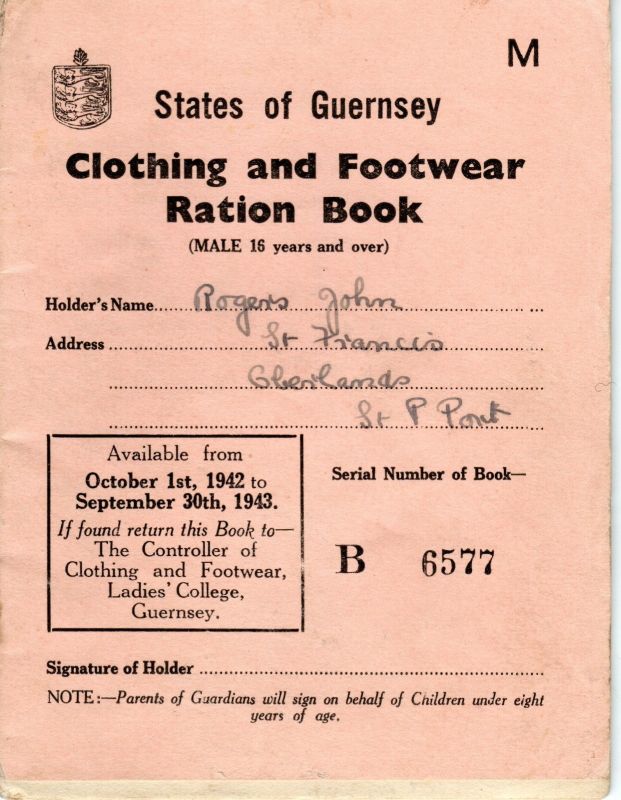 M
States of Guernsey
Clothing and Footwear
Ration Book
(MALE 16 years and over)
Holder's Name Rogers John
Address St Francis
Oberlands
St P Port
Available from
October 1st, 1942 to
September 30th, 1943.
If found return this Book to—
The Controller of
Clothing and Footwear,
Ladies' College,
Guernsey.
Serial Number of Book—
B 6577
Signature of Holder
NOTE:—Parents of Guardians will sign on behalf of Children under eight
years of age.